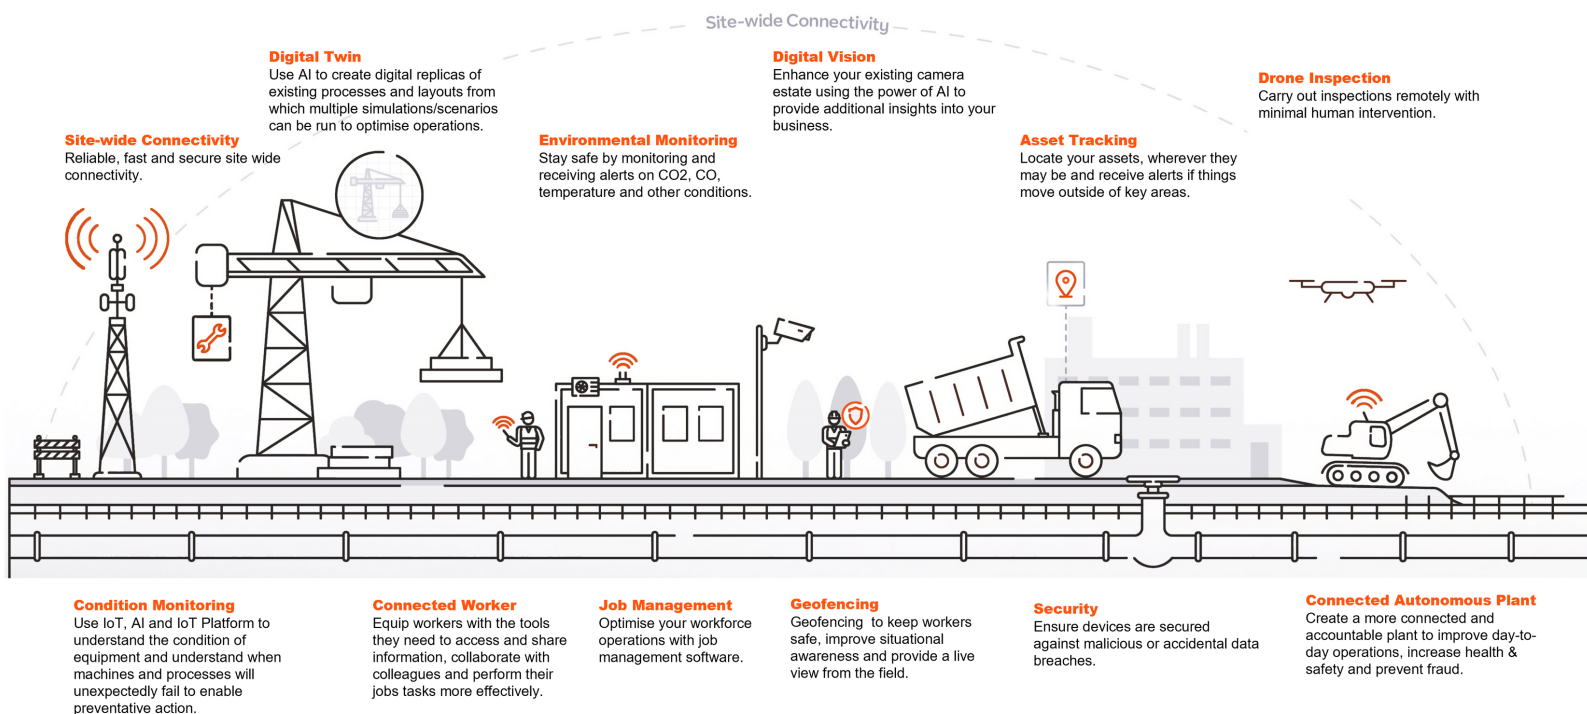 Site-wide Connectivity
Digital Twin
Use AI to create digital replicas of
existing processes and layouts from
which multiple simulations/scenarios
can be run to optimise operations.
Digital Vision
Enhance your existing camera
estate using the power of AI to
provide additional insights into your
business.
Drone Inspection
Carry out inspections remotely with
minimal human intervention.
Site-wide Connectivity
Reliable, fast and secure site wide
connectivity.
Environmental Monitoring
Stay safe by monitoring and
receiving alerts on CO2, CO,
temperature and other conditions.
Asset Tracking
Locate your assets, wherever they
may be and receive alerts if things
move outside of key areas.
Condition Monitoring
Use IoT, AI and IoT Platform to
understand the condition of
equipment and understand when
machines and processes will
unexpectedly fail to enable
preventative action.
Connected Worker
Equip workers with the tools
they need to access and share
information, collaborate with
colleagues and perform their
jobs tasks more effectively.
Job Management
Optimise your workforce
operations with job
management software.
Geofencing
Geofencing  to keep workers
safe, improve situational
awareness and provide a live
view from the field.
Security
Ensure devices are secured
against malicious or accidental data
breaches.
Connected Autonomous Plant
Create a more connected and
accountable plant to improve day-to-
day operations, increase health &
safety and prevent fraud.